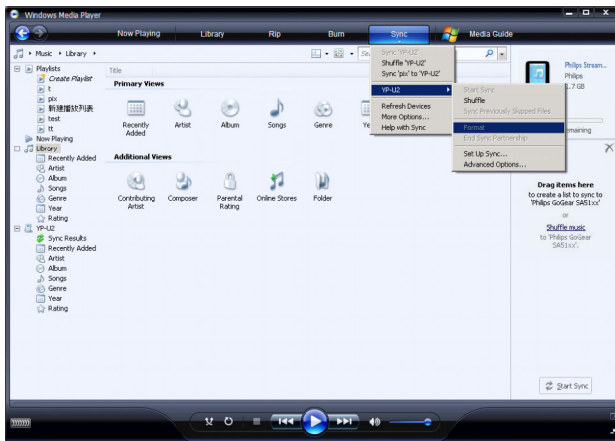 Windows Media Player
Now Playing Library Rip Burn Sync Media Guide
Music Library
Playlists
Create Playlist
t
pix
新建播放列表
test
tt
Now Playing
Library
Recently Added
Artist
Album
Songs
Genre
Year
Rating
YP-U2
Sync Results
Recently Added
Artist
Album
Songs
Genre
Year
Rating
Title
Primary Views
Recently Added
Artist
Album
Songs
Genre
Additional Views
Contributing Artist
Composer
Parental Rating
Online Stores
Folder
Sync 'YP-U2'
Shuffle 'YP-U2'
Sync 'pix' to 'YP-U2'
YP-U2
Refresh Devices
More Options...
Help with Sync
Start Sync
Shuffle
Sync Previously Skipped Files
Format
End Sync Partnership
Set Up Sync...
Advanced Options...
Philips Stream...
Philips
1.7 GB
Drag items here
to create a list to sync to
'Philips GoGear SA51xx'
or
Shuffle music
to 'Philips GoGear
SA51xx'.
Start Sync